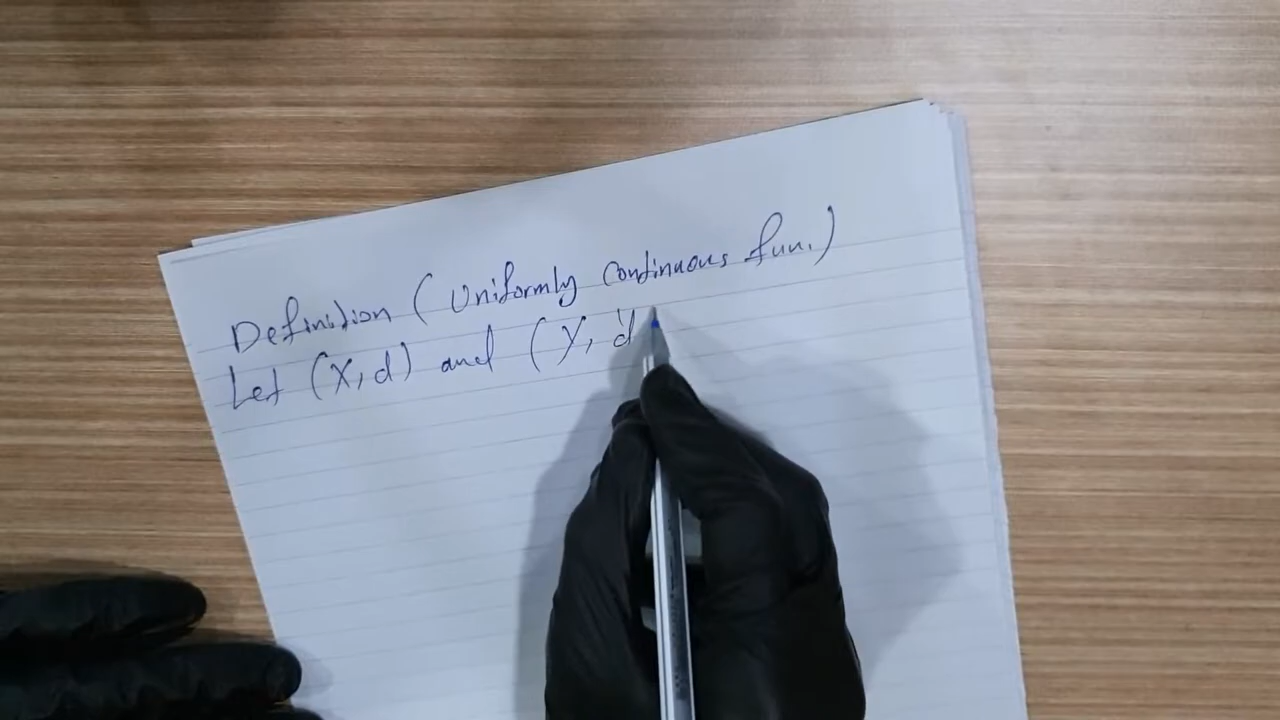 Definition (Uniformly Continuous fun.)
Let (X,d) and (Y, d'